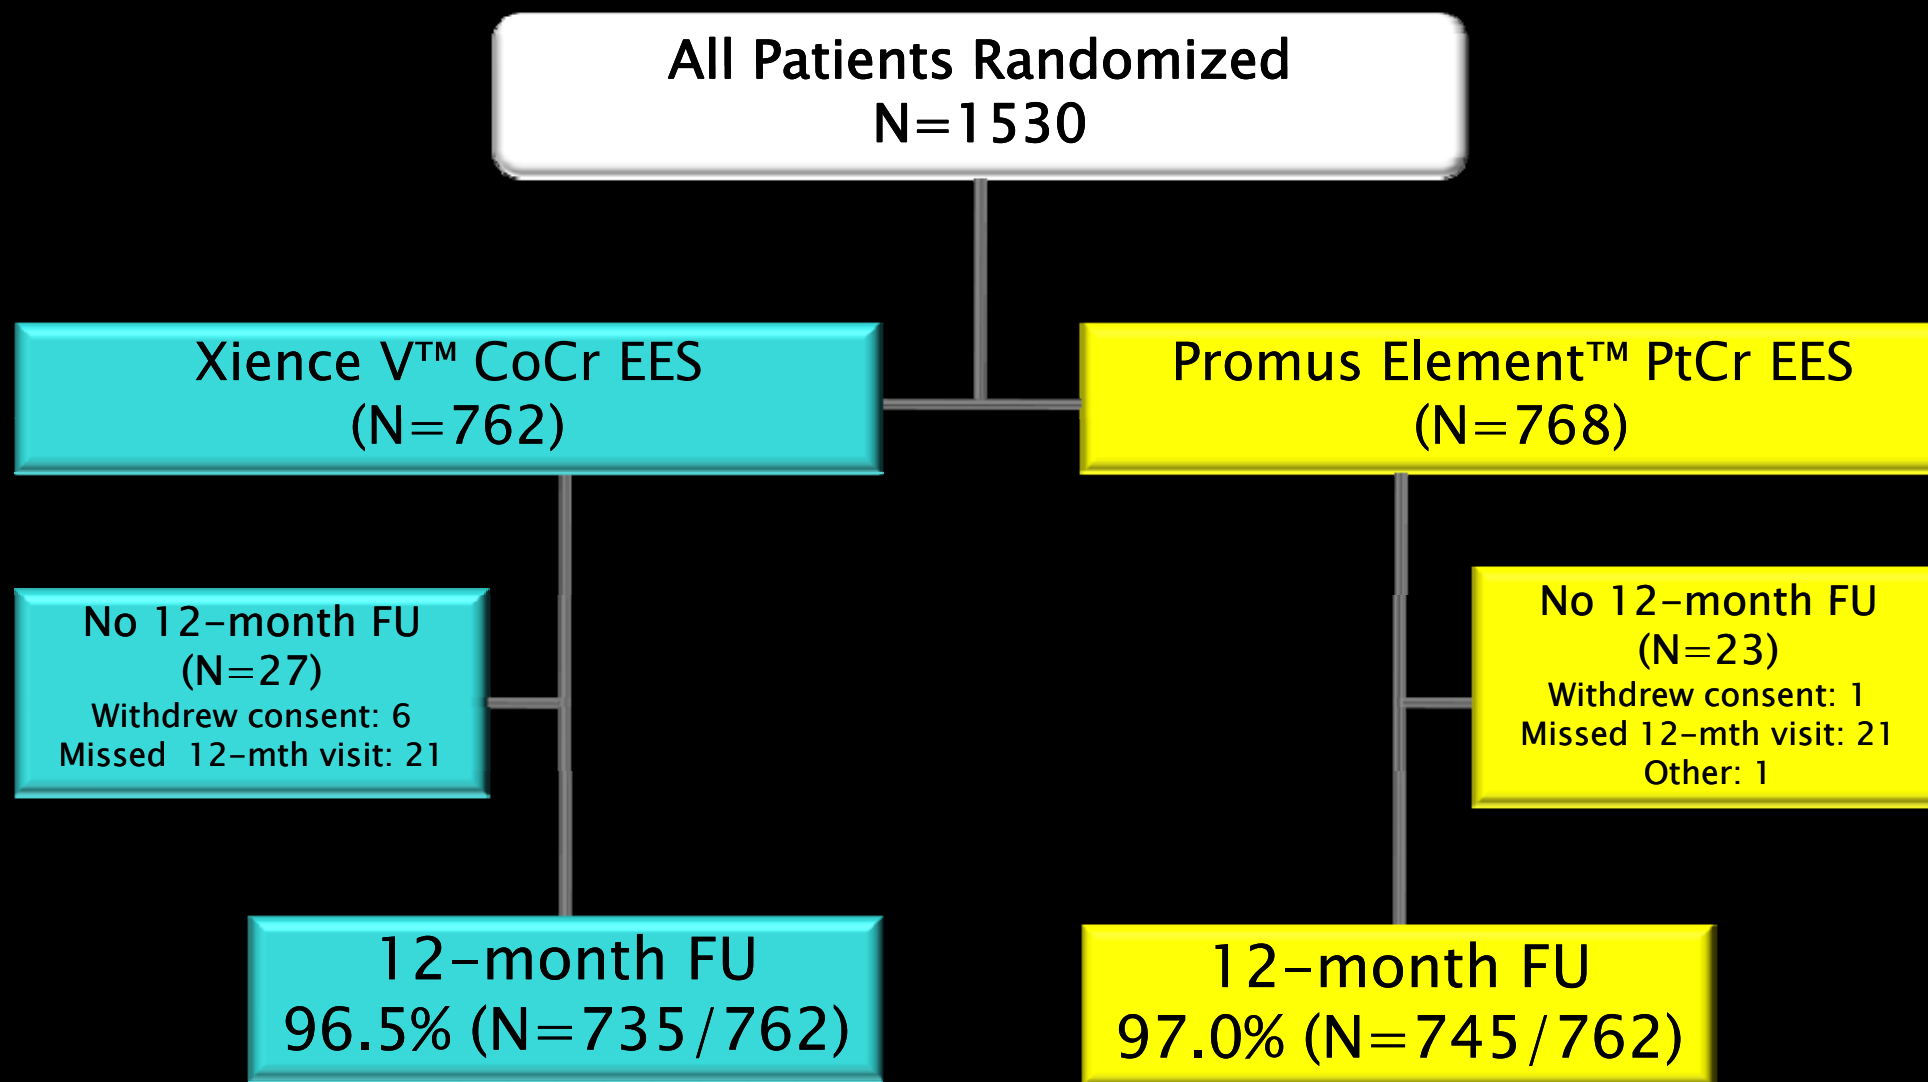 All Patients Randomized
N=1530
Xience V™ CoCr EES
(N=762)
Promus Element™ PtCr EES
(N=768)
No 12-month FU
(N=27)
Withdrew consent: 6
Missed 12-mth visit: 21
No 12-month FU
(N=23)
Withdrew consent: 1
Missed 12-mth visit: 21
Other: 1
12-month FU
96.5% (N=735/762)
12-month FU
97.0% (N=745/762)